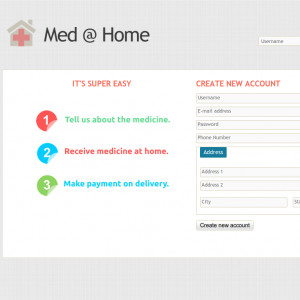 Med @ Home
Username
IT'S SUPER EASY
1 Tell us about the medicine.
2 Receive medicine at home.
3 Make payment on delivery.
CREATE NEW ACCOUNT
Username
E-mail address
Password
Phone Number
Address
Address 1
Address 2
City
Create new account